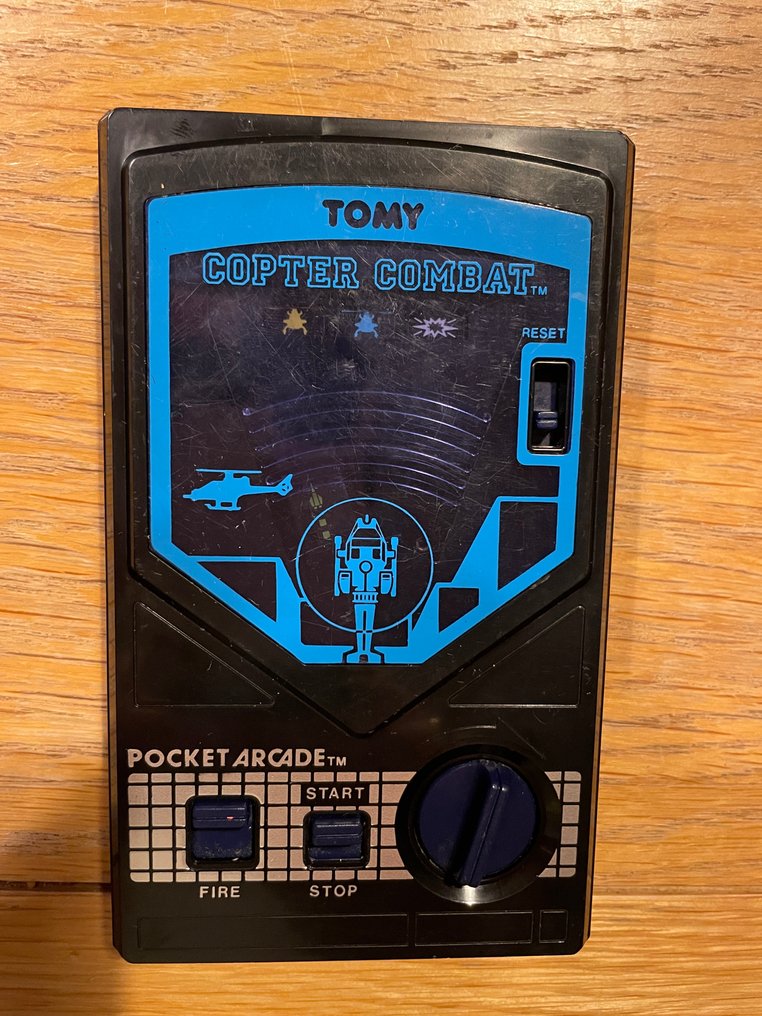 TOMY
COPTER COMBAT™
RESET
POCKET ARCADE™
START
FIRE
STOP